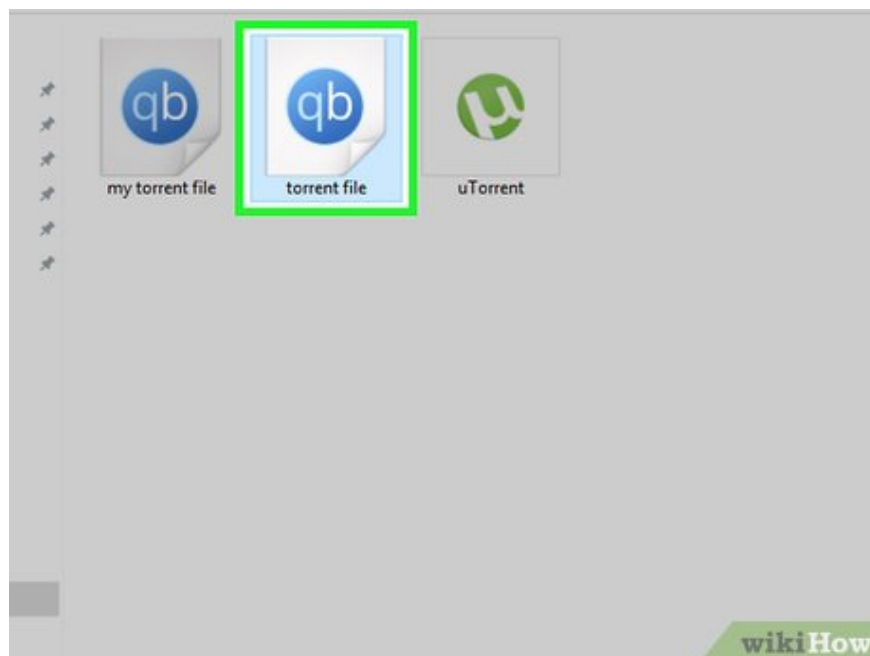 qb
qb
µ
my torrent file
torrent file
uTorrent
wikiHow